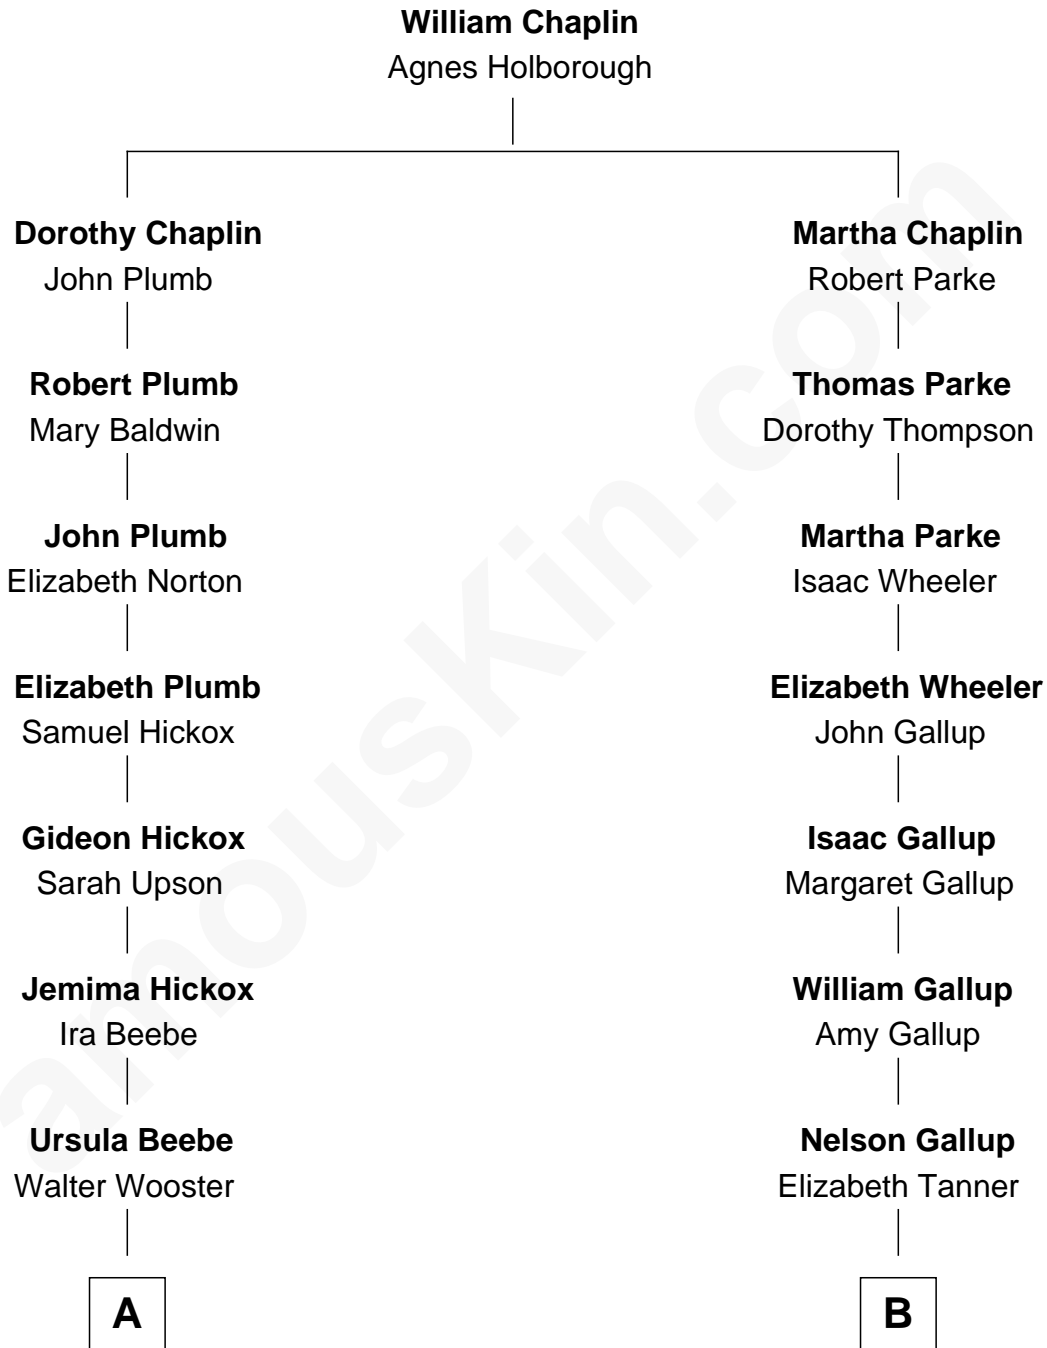 William Chaplin
Agnes Holborough
Dorothy Chaplin
John Plumb
Robert Plumb
Mary Baldwin
John Plumb
Elizabeth Norton
Elizabeth Plumb
Samuel Hickox
Gideon Hickox
Sarah Upson
Jemima Hickox
Ira Beebe
Ursula Beebe
Walter Wooster
A
Martha Chaplin
Robert Parke
Thomas Parke
Dorothy Thompson
Martha Parke
Isaac Wheeler
Elizabeth Wheeler
John Gallup
Isaac Gallup
Margaret Gallup
William Gallup
Amy Gallup
Nelson Gallup
Elizabeth Tanner
B
amouskin.com